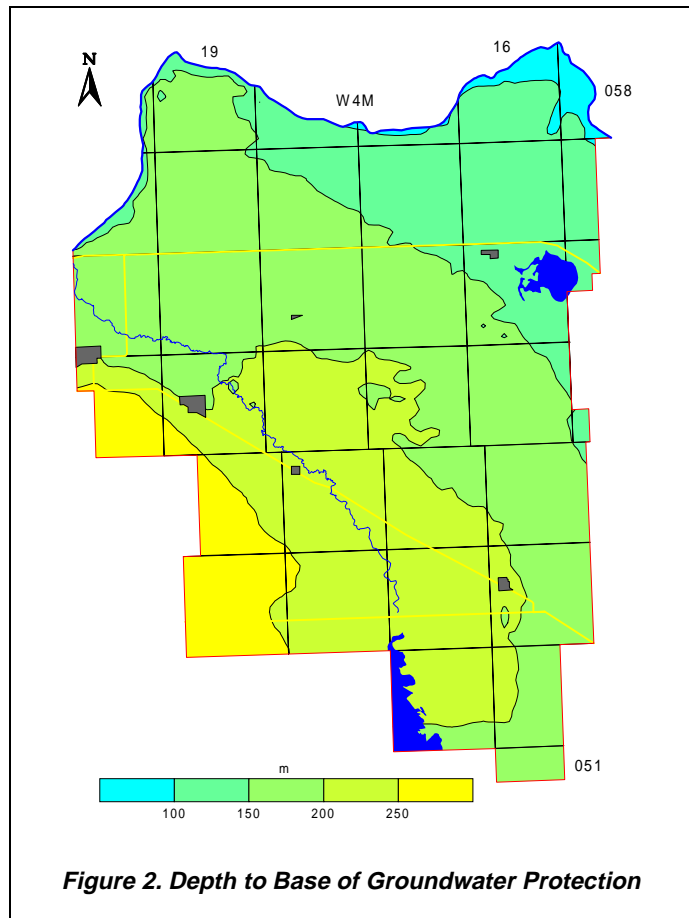 19
16
N
058
W4M
051
m
100 150 200 250
Figure 2. Depth to Base of Groundwater Protection